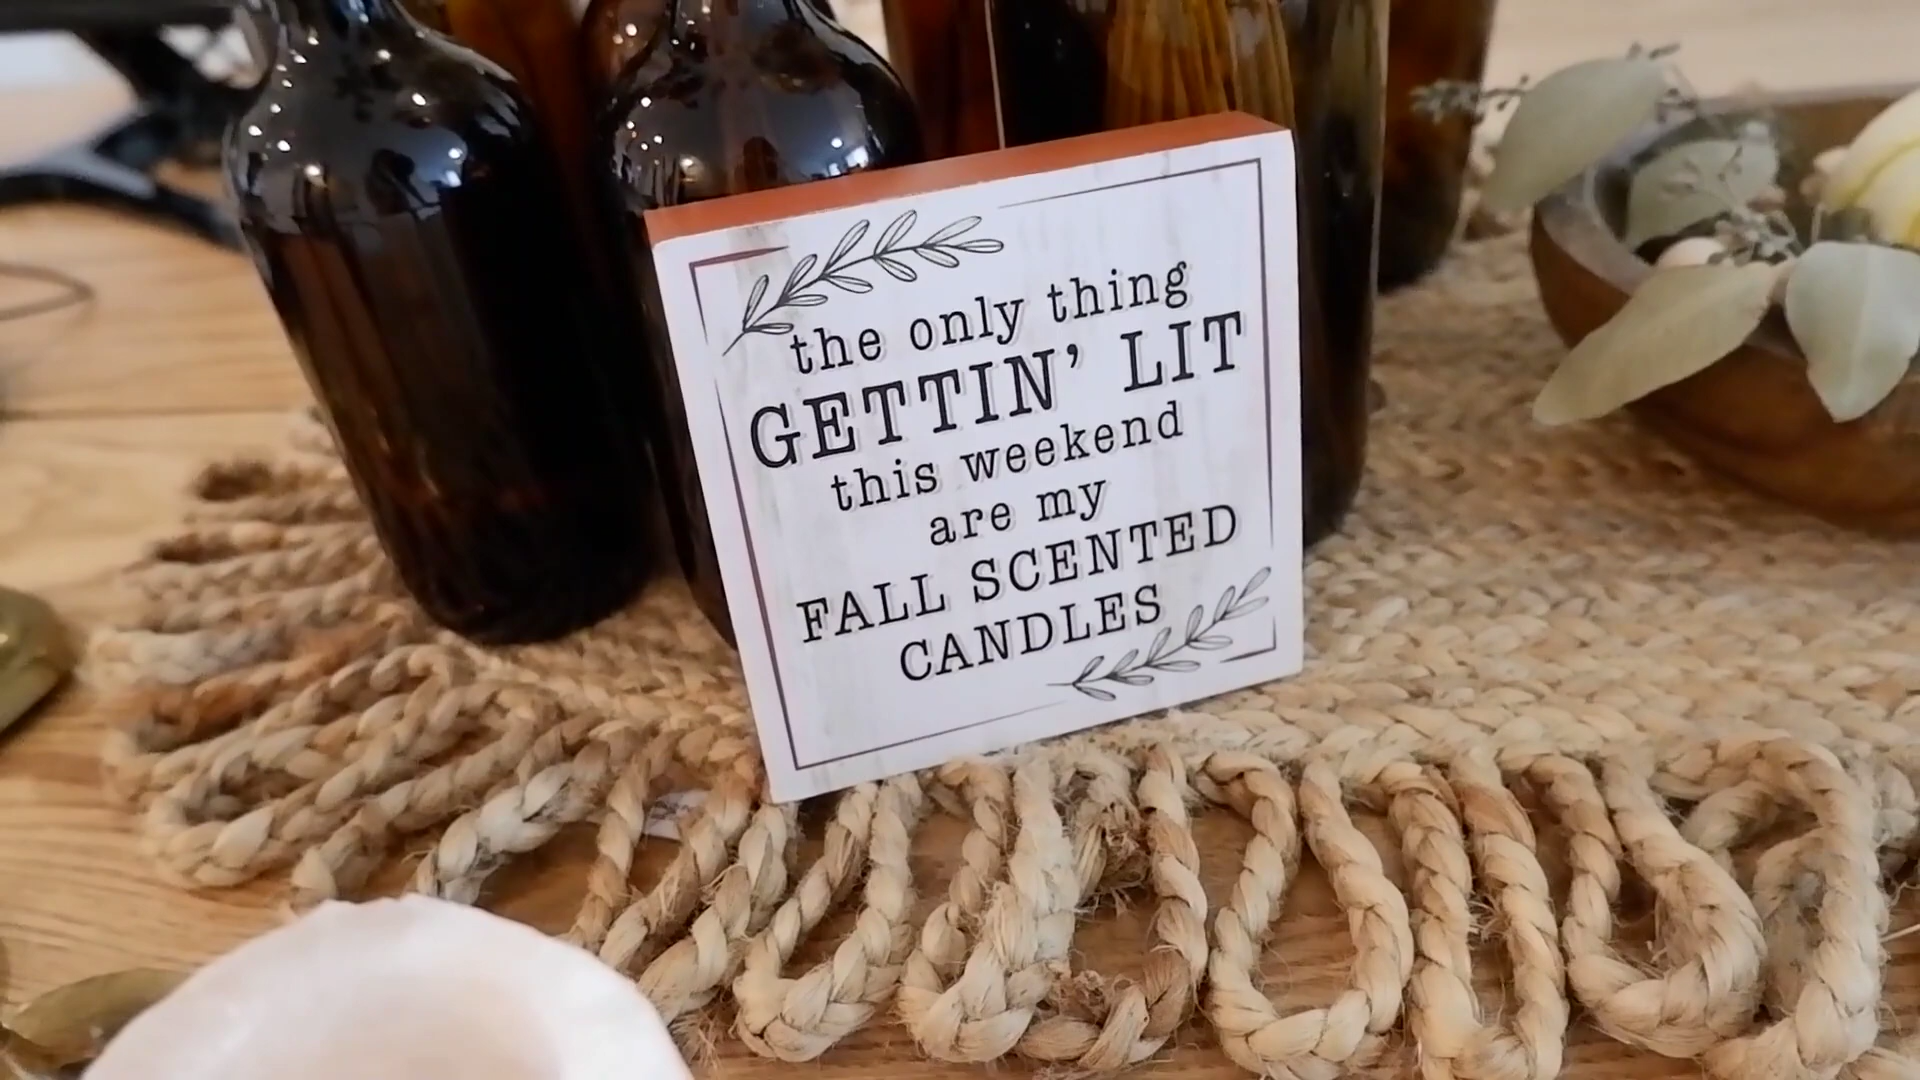 the only thing
GETTIN’ LIT
this weekend
are my
FALL SCENTED
CANDLES